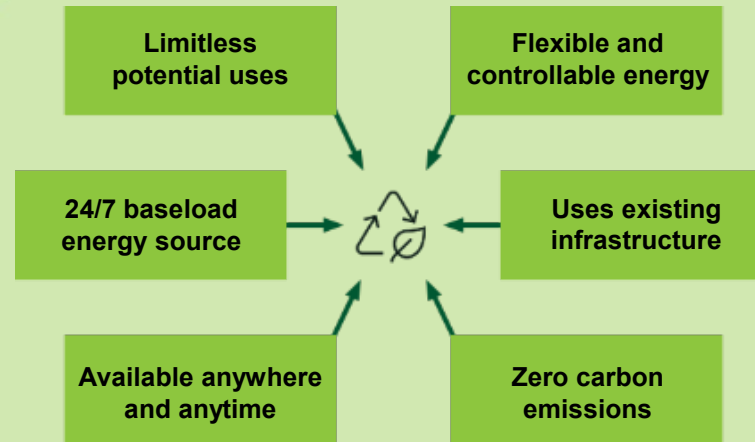 Limitless
potential uses
Flexible and
controllable energy
24/7 baseload
energy source
Uses existing
infrastructure
Available anywhere
and anytime
Zero carbon
emissions